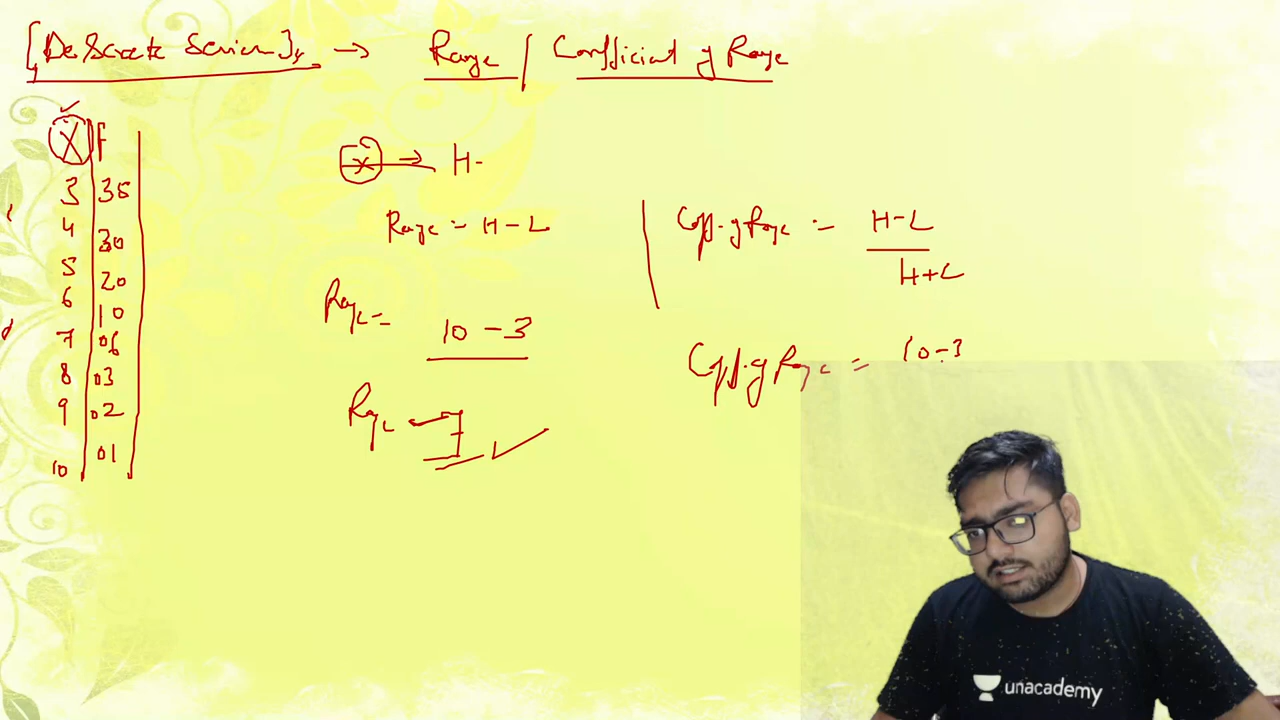 [DeScrete Series] → Range / Coefficient of Range
X F
3 35
4 30
5 20
6 10
7 06
8 03
9 02
10 01
x → H-
Range = H - L
Range = 10 - 3
Range = 7
Coff. of Range = H-L
H+L
Coff. of Range = 10-3
unacademy